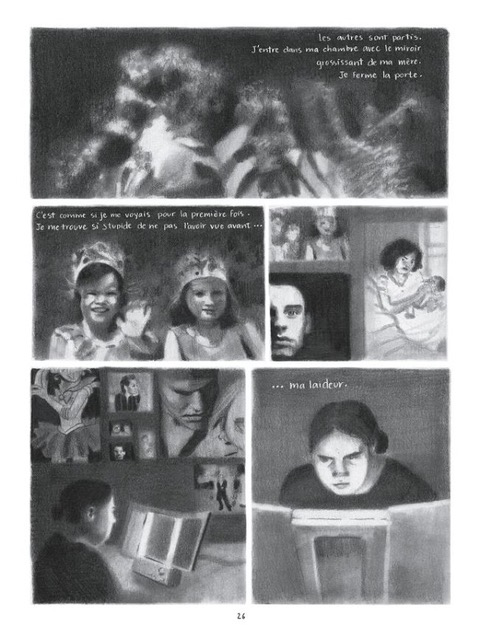 les autres sont partis.
J'entre dans ma chambre avec le miroir
grossissant de ma mère.
Je ferme la porte.
C'est comme si je me voyais pour la première fois.
Je me trouve si stupide de ne pas l'avoir vue avant...
... ma laideur.
26